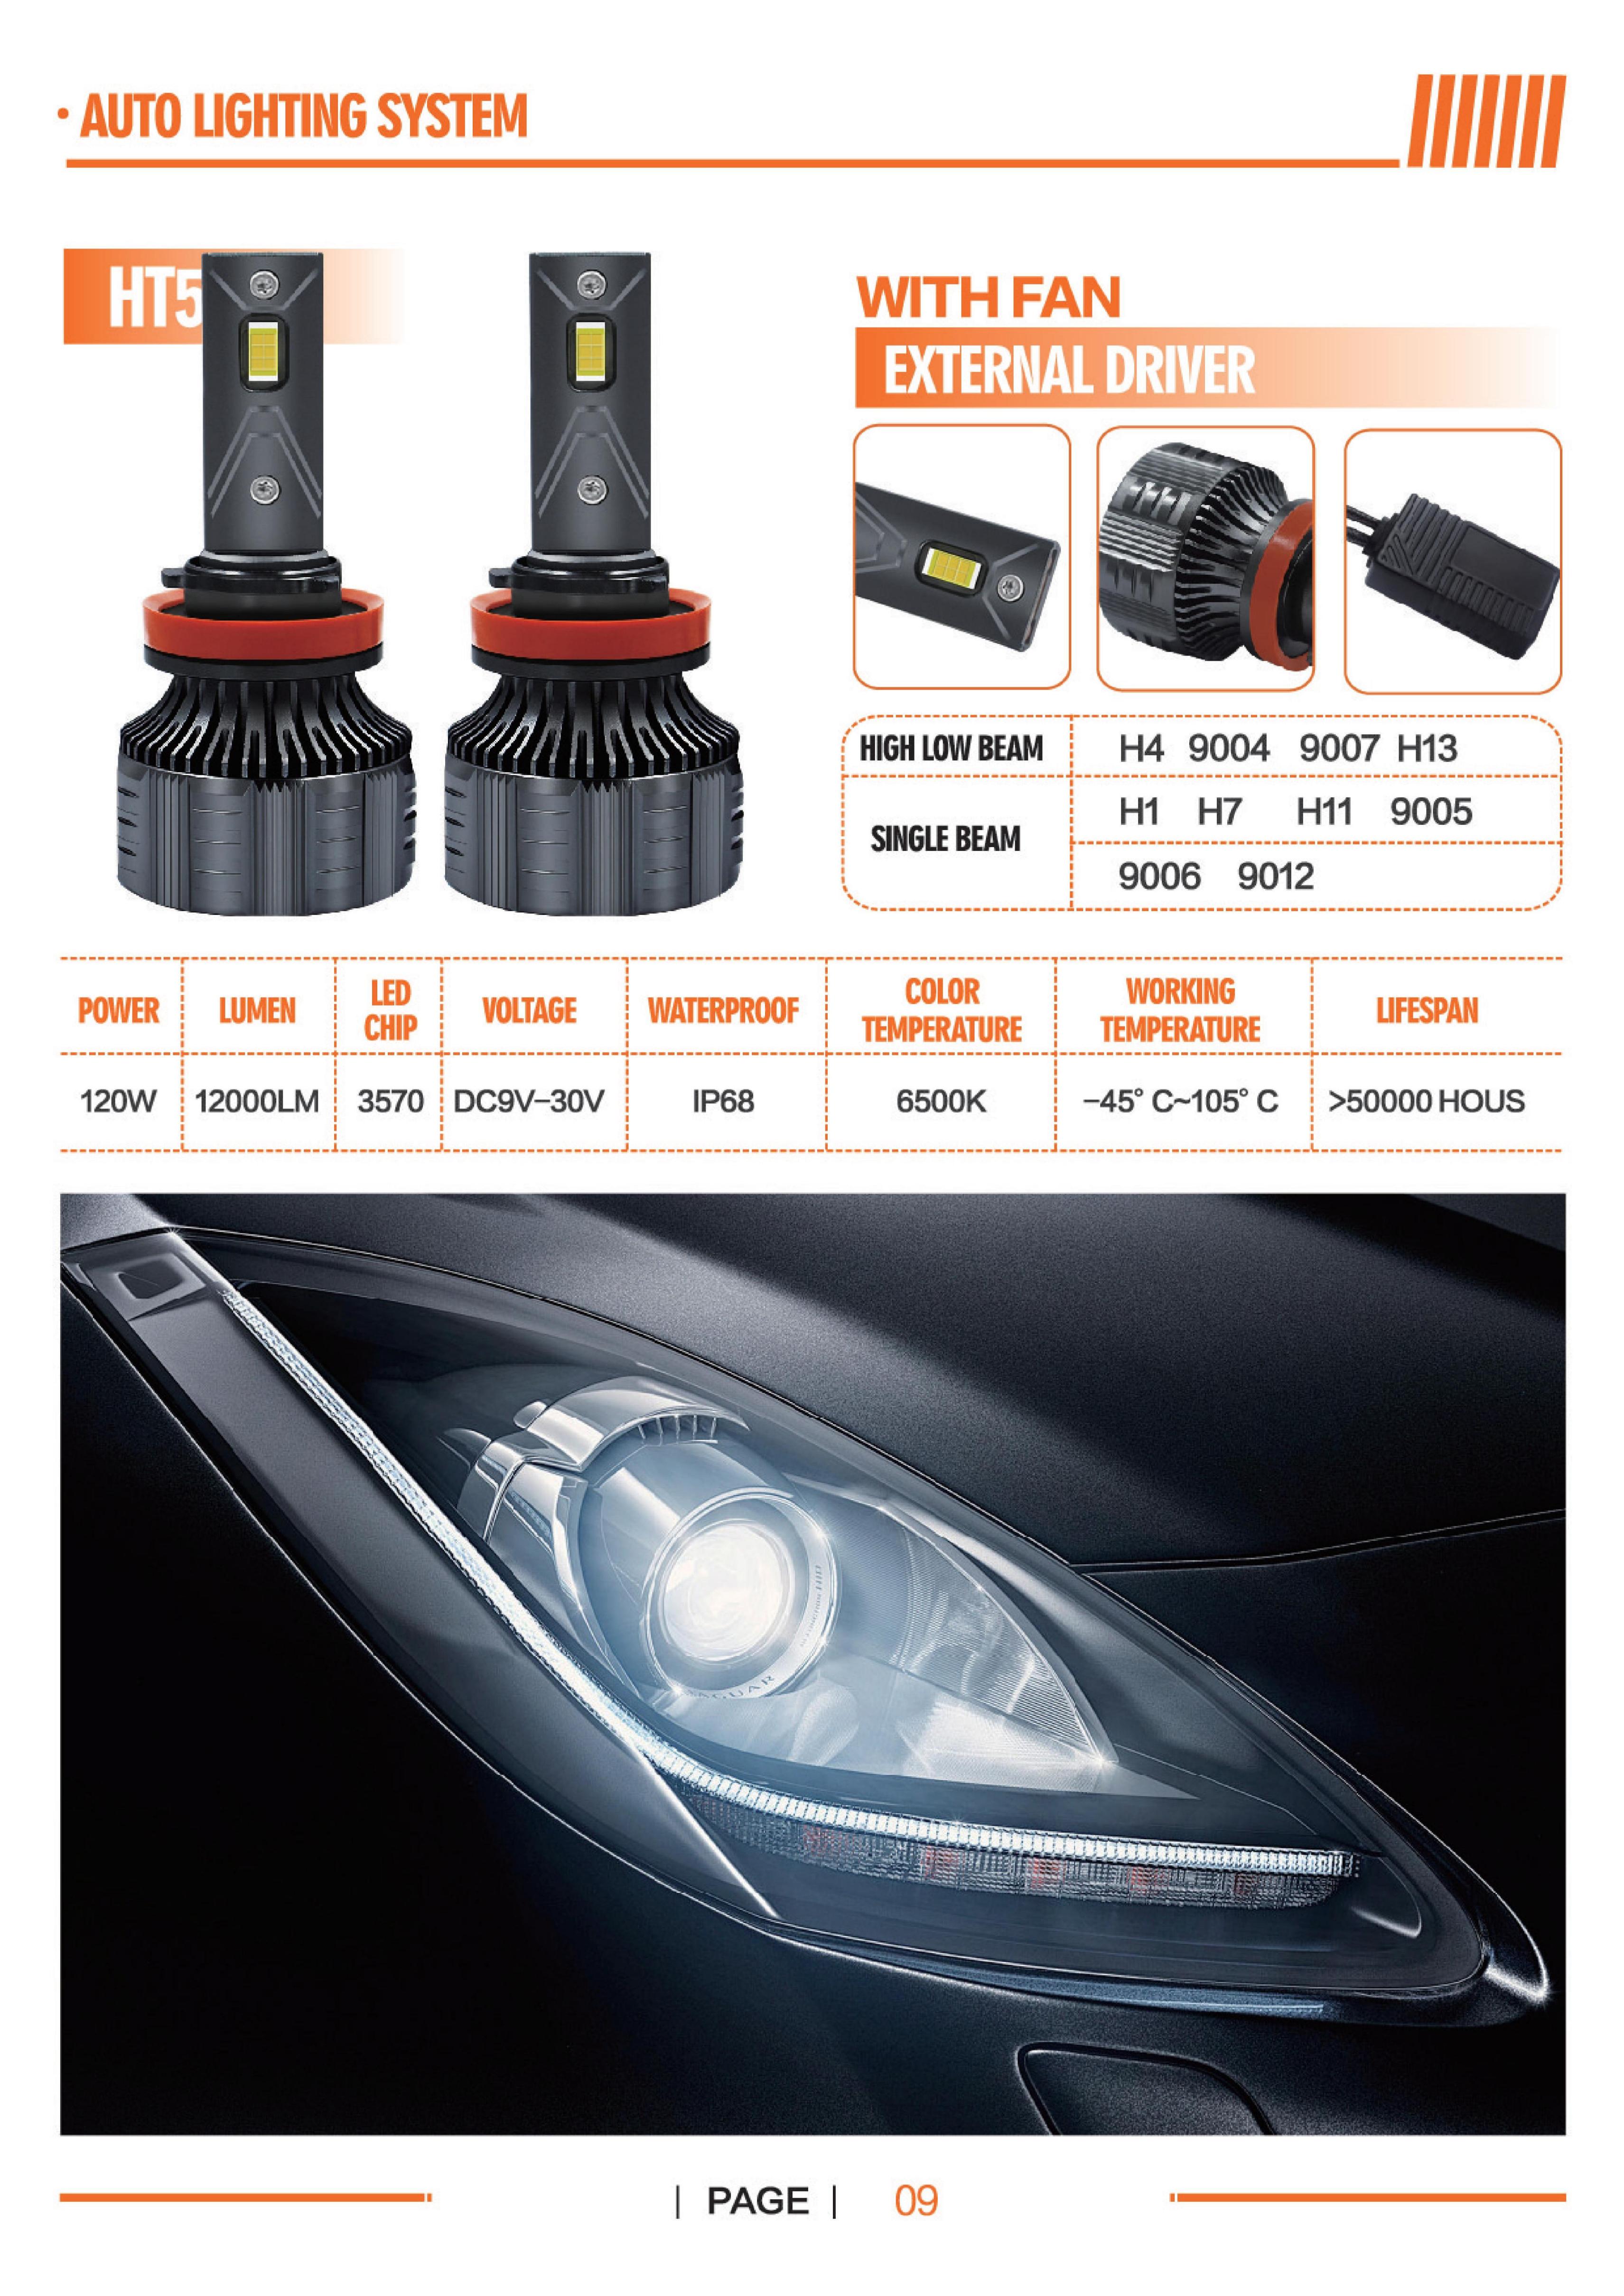 · AUTO LIGHTING SYSTEM
HT5
WITH FAN
EXTERNAL DRIVER
HIGH LOW BEAM H4 9004 9007 H13
SINGLE BEAM H1 H7 H11 9005
9006 9012
POWER LUMEN LED CHIP VOLTAGE WATERPROOF COLOR TEMPERATURE WORKING TEMPERATURE LIFESPAN
120W 12000LM 3570 DC9V-30V IP68 6500K -45° C~105° C >50000 HOUS
| PAGE | 09